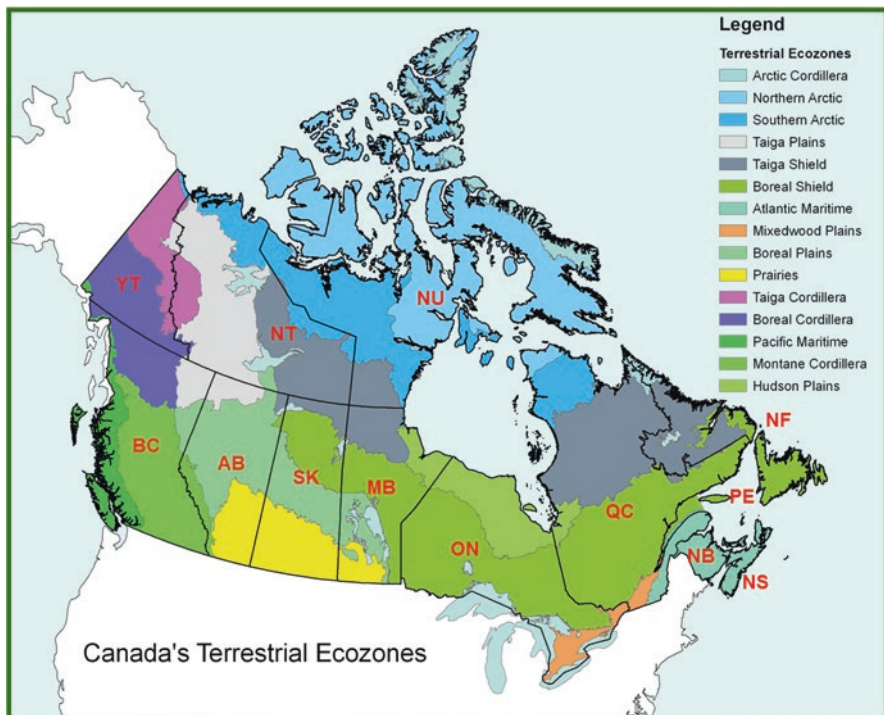 Legend
Terrestrial Ecozones
Arctic Cordillera
Northern Arctic
Southern Arctic
Taiga Plains
Taiga Shield
Boreal Shield
Atlantic Maritime
Mixedwood Plains
Boreal Plains
Prairies
Taiga Cordillera
Boreal Cordillera
Pacific Maritime
Montane Cordillera
Hudson Plains
YT
NT
NU
NF
BC
AB
SK
MB
ON
QC
PE
NB
NS
Canada's Terrestrial Ecozones